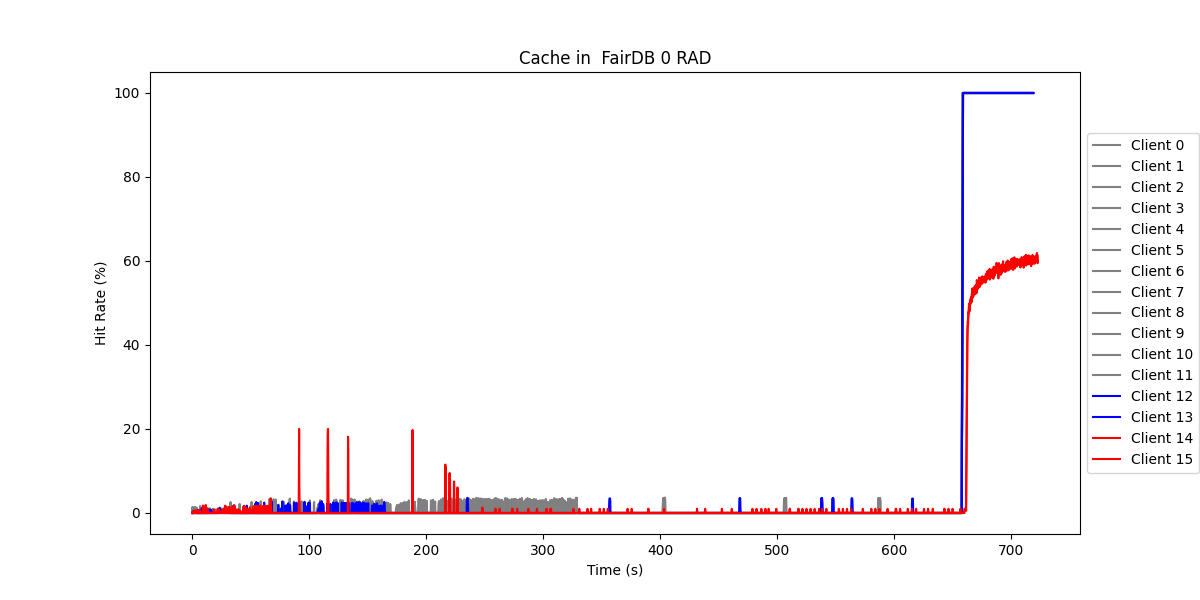 Cache in  FairDB 0 RAD
Hit Rate (%)
100
80
60
40
20
0
0 100 200 300 400 500 600 700
Time (s)
Client 0
Client 1
Client 2
Client 3
Client 4
Client 5
Client 6
Client 7
Client 8
Client 9
Client 10
Client 11
Client 12
Client 13
Client 14
Client 15